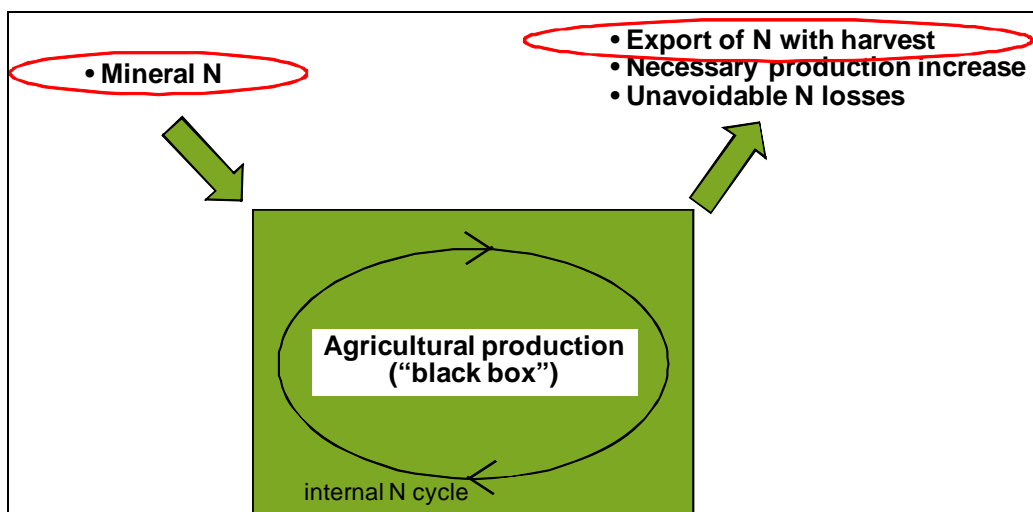 • Mineral N
• Export of N with harvest
• Necessary production increase
• Unavoidable N losses
Agricultural production
(“black box”)
internal N cycle